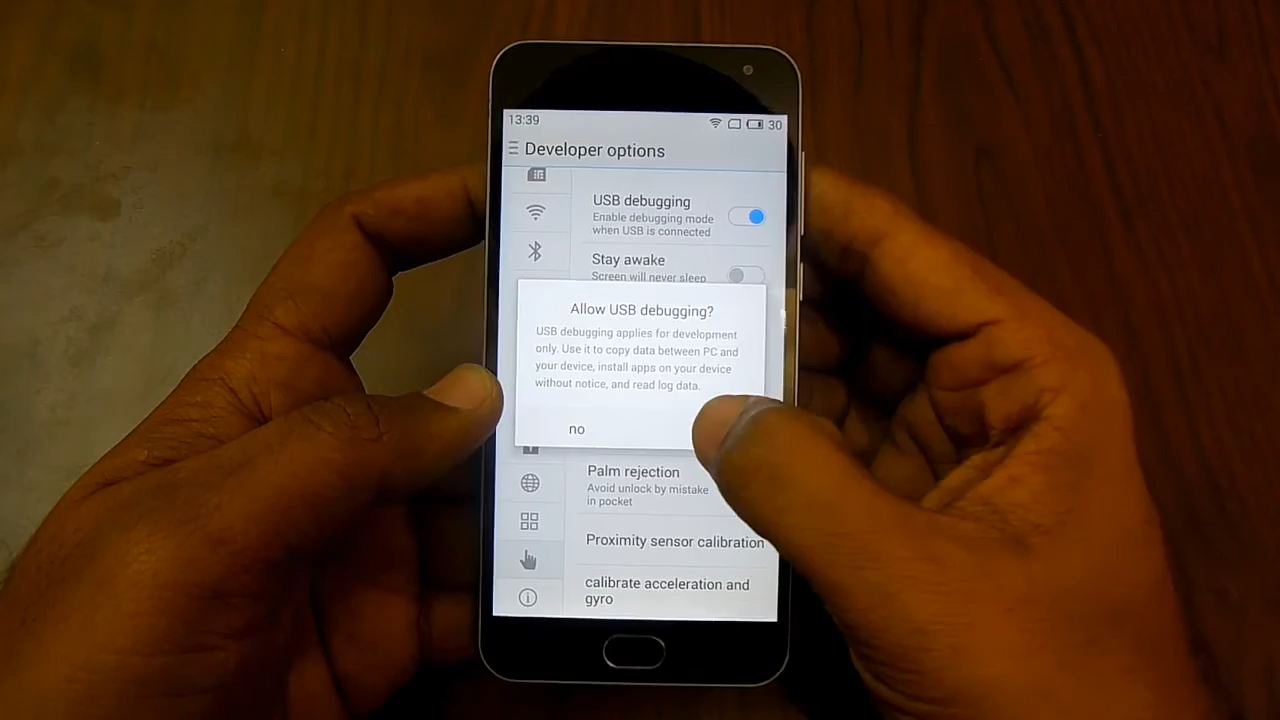 13:39
30
Developer options
USB debugging
Enable debugging mode
when USB is connected
Stay awake
Screen will never sleep
Allow USB debugging?
USB debugging applies for development
only. Use it to copy data between PC and
your device, install apps on your device
without notice, and read log data.
no
Palm rejection
Avoid unlock by mistake
in pocket
Proximity sensor calibration
calibrate acceleration and
gyro